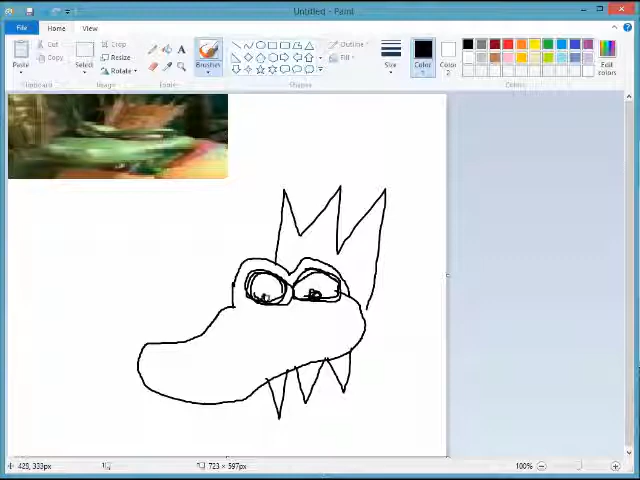 Untitled - Paint
File Home View
Paste Cut Copy
Select Crop Resize Rotate
Brushes
Outline Fill
Size
Color 1
Color 2
Edit colors
Clipboard Image Shapes Colors
428, 333px 723 × 597px 100%